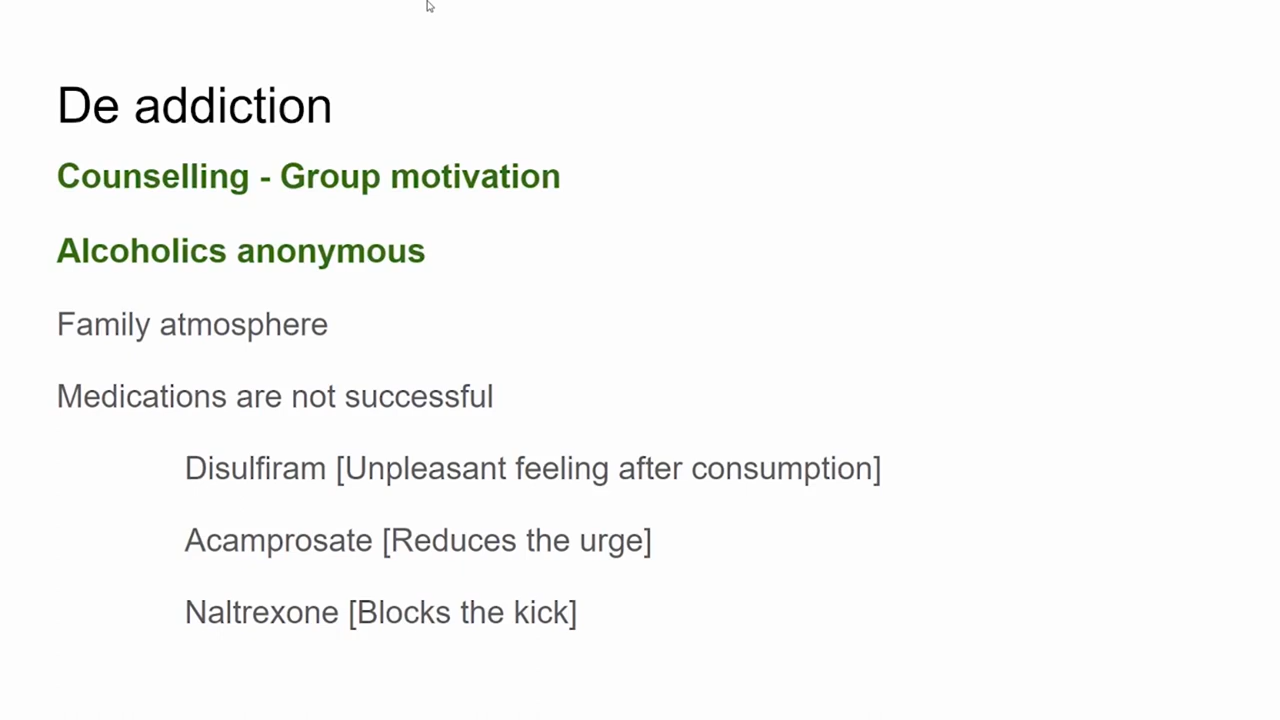 De addiction
Counselling - Group motivation
Alcoholics anonymous
Family atmosphere
Medications are not successful
Disulfiram [Unpleasant feeling after consumption]
Acamprosate [Reduces the urge]
Naltrexone [Blocks the kick]